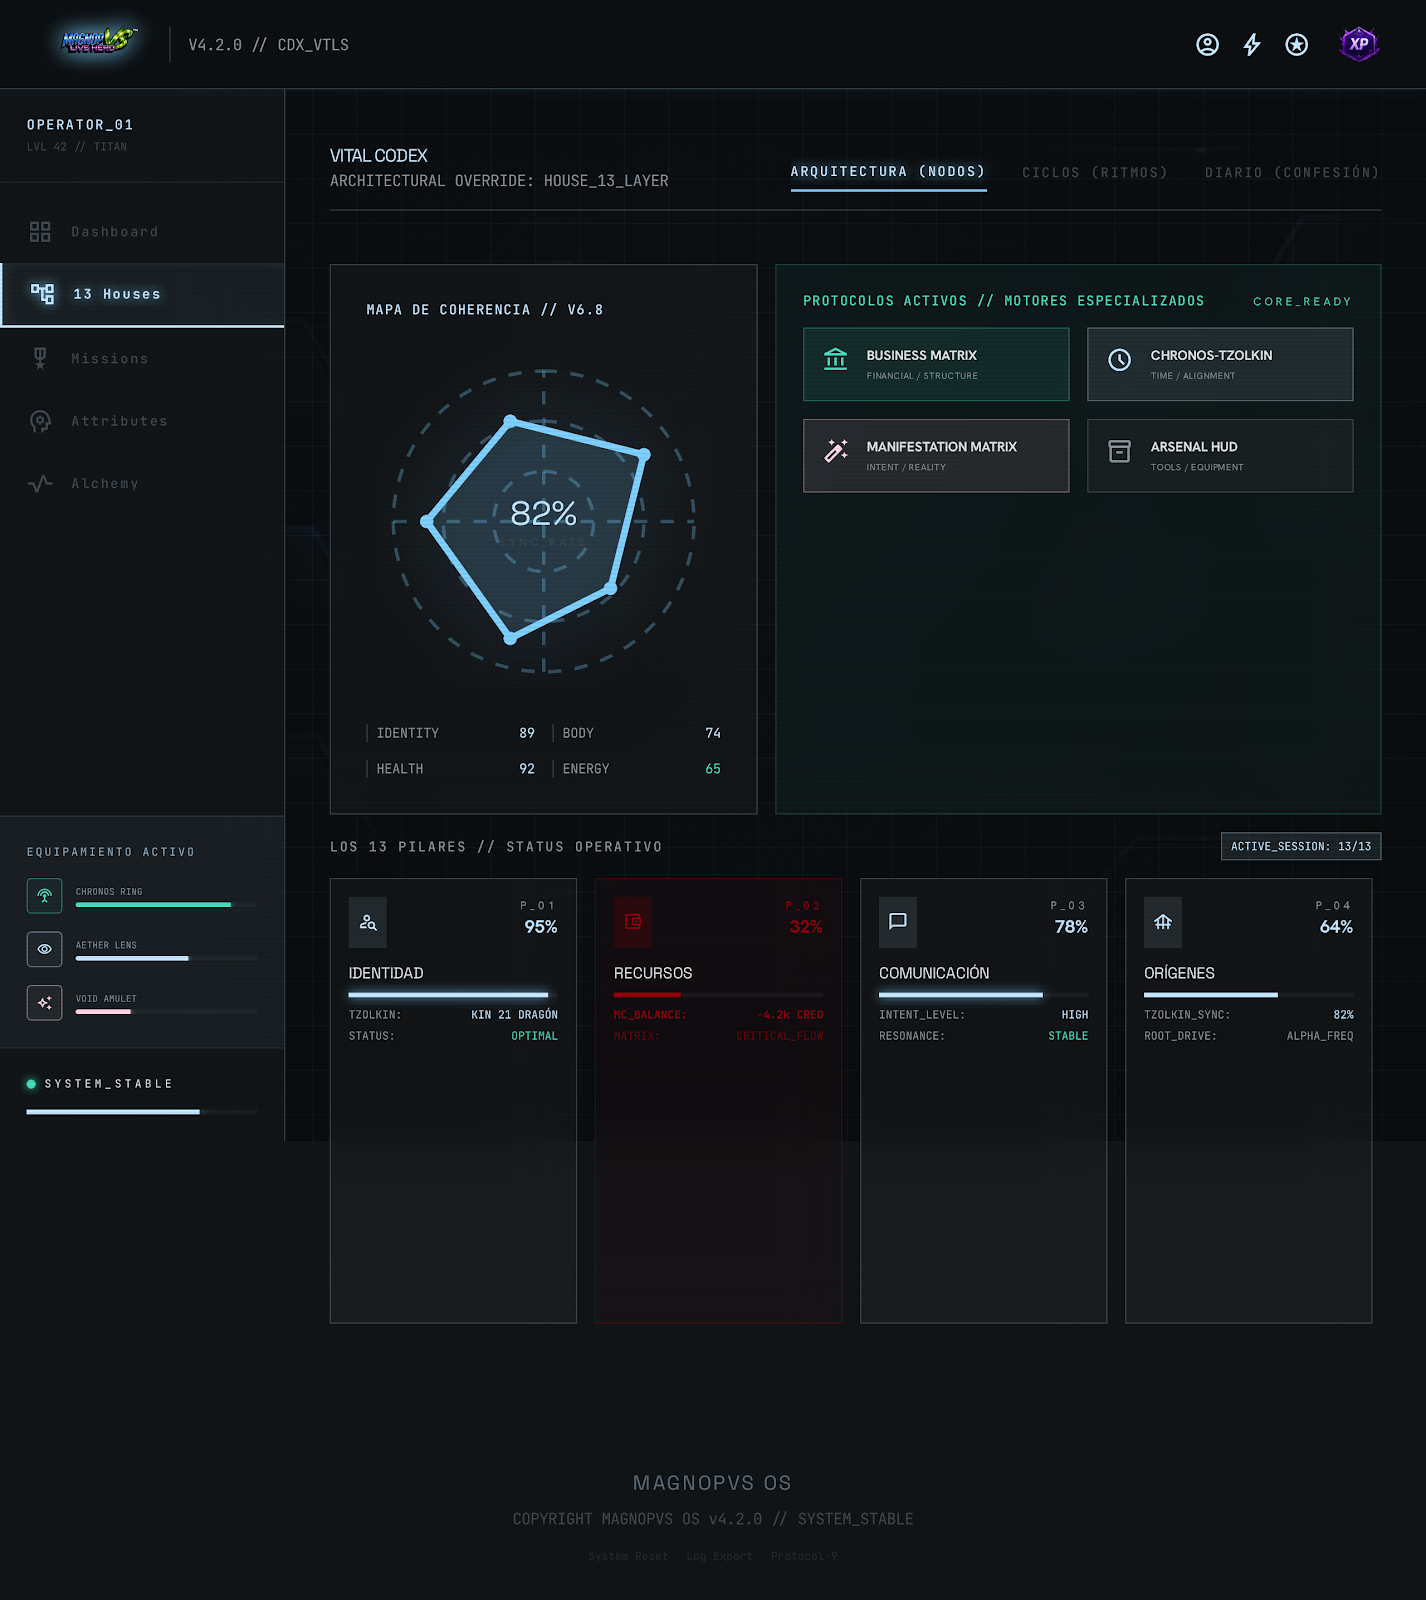 MAGNOPVS™
LIVE HERO
V4.2.0 // CDX_VTLS
XP
OPERATOR_01
LVL 42 // TITAN
Dashboard
13 Houses
Missions
Attributes
Alchemy
EQUIPAMIENTO ACTIVO
CHRONOS RING
AETHER LENS
VOID AMULET
SYSTEM_STABLE
VITAL CODEX
ARCHITECTURAL OVERRIDE: HOUSE_13_LAYER
ARQUITECTURA (NODOS)
CICLOS (RITMOS)
DIARIO (CONFESIÓN)
MAPA DE COHERENCIA // V6.8
82%
SYNC_RATE
IDENTITY 89
BODY 74
HEALTH 92
ENERGY 65
PROTOCOLOS ACTIVOS // MOTORES ESPECIALIZADOS
CORE_READY
BUSINESS MATRIX
FINANCIAL / STRUCTURE
CHRONOS-TZOLKIN
TIME / ALIGNMENT
MANIFESTATION MATRIX
INTENT / REALITY
ARSENAL HUD
TOOLS / EQUIPMENT
LOS 13 PILARES // STATUS OPERATIVO
ACTIVE_SESSION: 13/13
P_01
95%
IDENTIDAD
TZOLKIN: KIN 21 DRAGÓN
STATUS: OPTIMAL
P_02
32%
RECURSOS
MC_BALANCE: -4.2k CRED
MATRIX: CRITICAL_FLOW
P_03
78%
COMUNICACIÓN
INTENT_LEVEL: HIGH
RESONANCE: STABLE
P_04
64%
ORÍGENES
TZOLKIN_SYNC: 82%
ROOT_DRIVE: ALPHA_FREQ
MAGNOPVS OS
COPYRIGHT MAGNOPVS OS v4.2.0 // SYSTEM_STABLE
System Reset Log Export Protocol-9